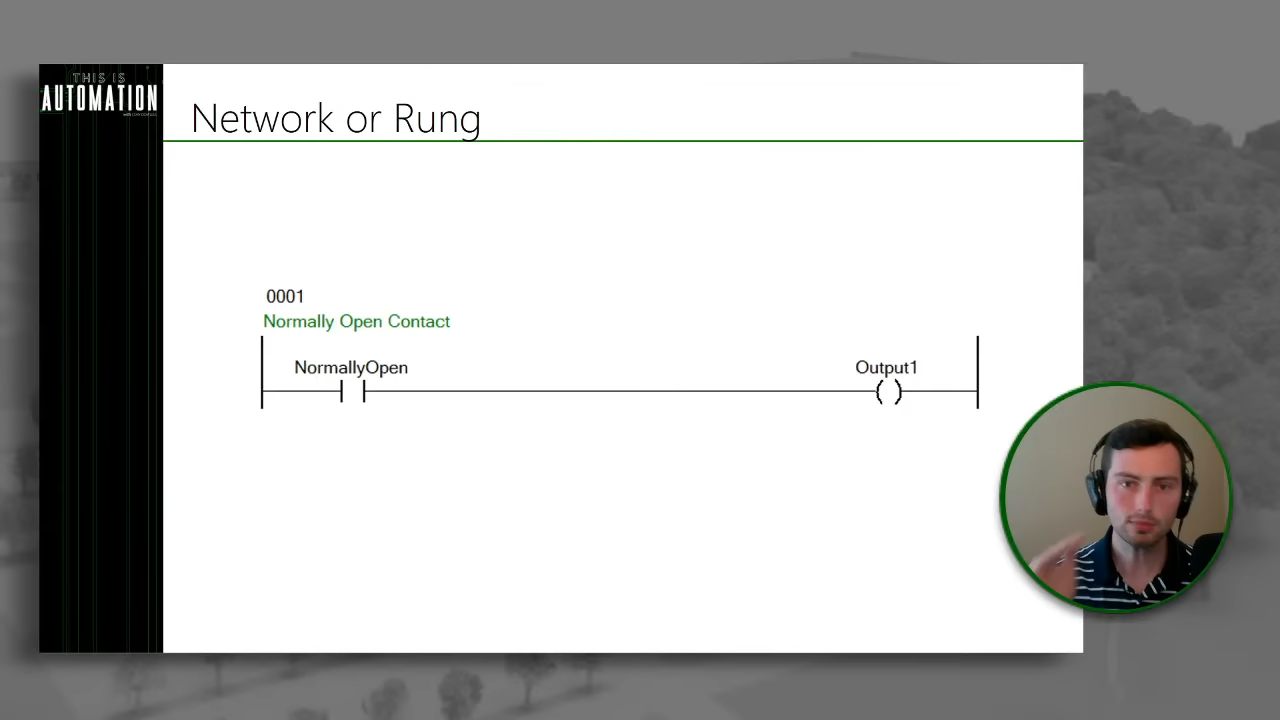 THIS IS
AUTOMATION
Network or Rung
0001
Normally Open Contact
NormallyOpen
Output1